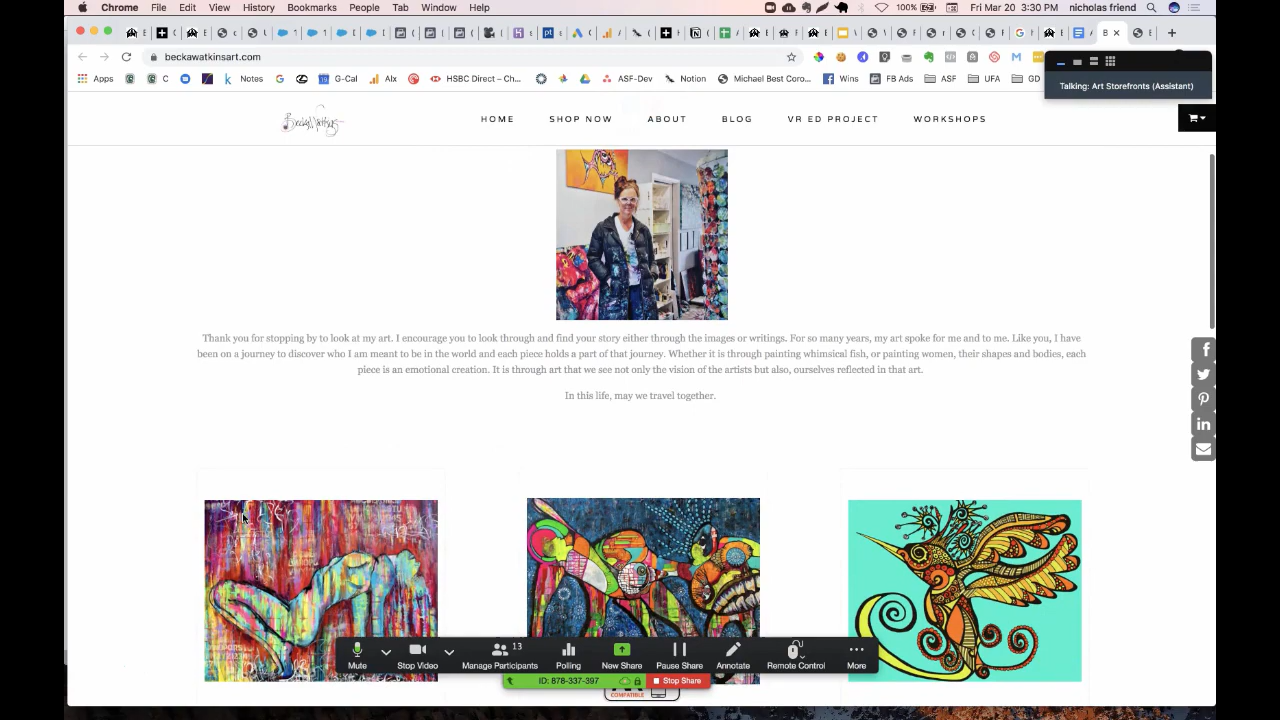 Chrome File Edit View History Bookmarks People Tab Window Help 100% Fri Mar 20 3:30 PM nicholas friend
beckawatkinsart.com
Apps C Notes G-Cal Alx HSBC Direct – Ch… ASF-Dev Notion Michael Best Coro… Wins FB Ads ASF UFA GD
Talking: Art Storefronts (Assistant)
HOME SHOP NOW ABOUT BLOG VR ED PROJECT WORKSHOPS
Thank you for stopping by to look at my art. I encourage you to look through and find your story either through the images or writings. For so many years, my art spoke for me and to me. Like you, I have
been on a journey to discover who I am meant to be in the world and each piece holds a part of that journey. Whether it is through painting whimsical fish, or painting women, their shapes and bodies, each
piece is an emotional creation. It is through art that we see not only the vision of the artists but also, ourselves reflected in that art.
In this life, may we travel together.
Mute Stop Video Manage Participants 13 Polling New Share Pause Share Annotate Remote Control More
ID: 878-337-397 Stop Share
COMPATIBLE